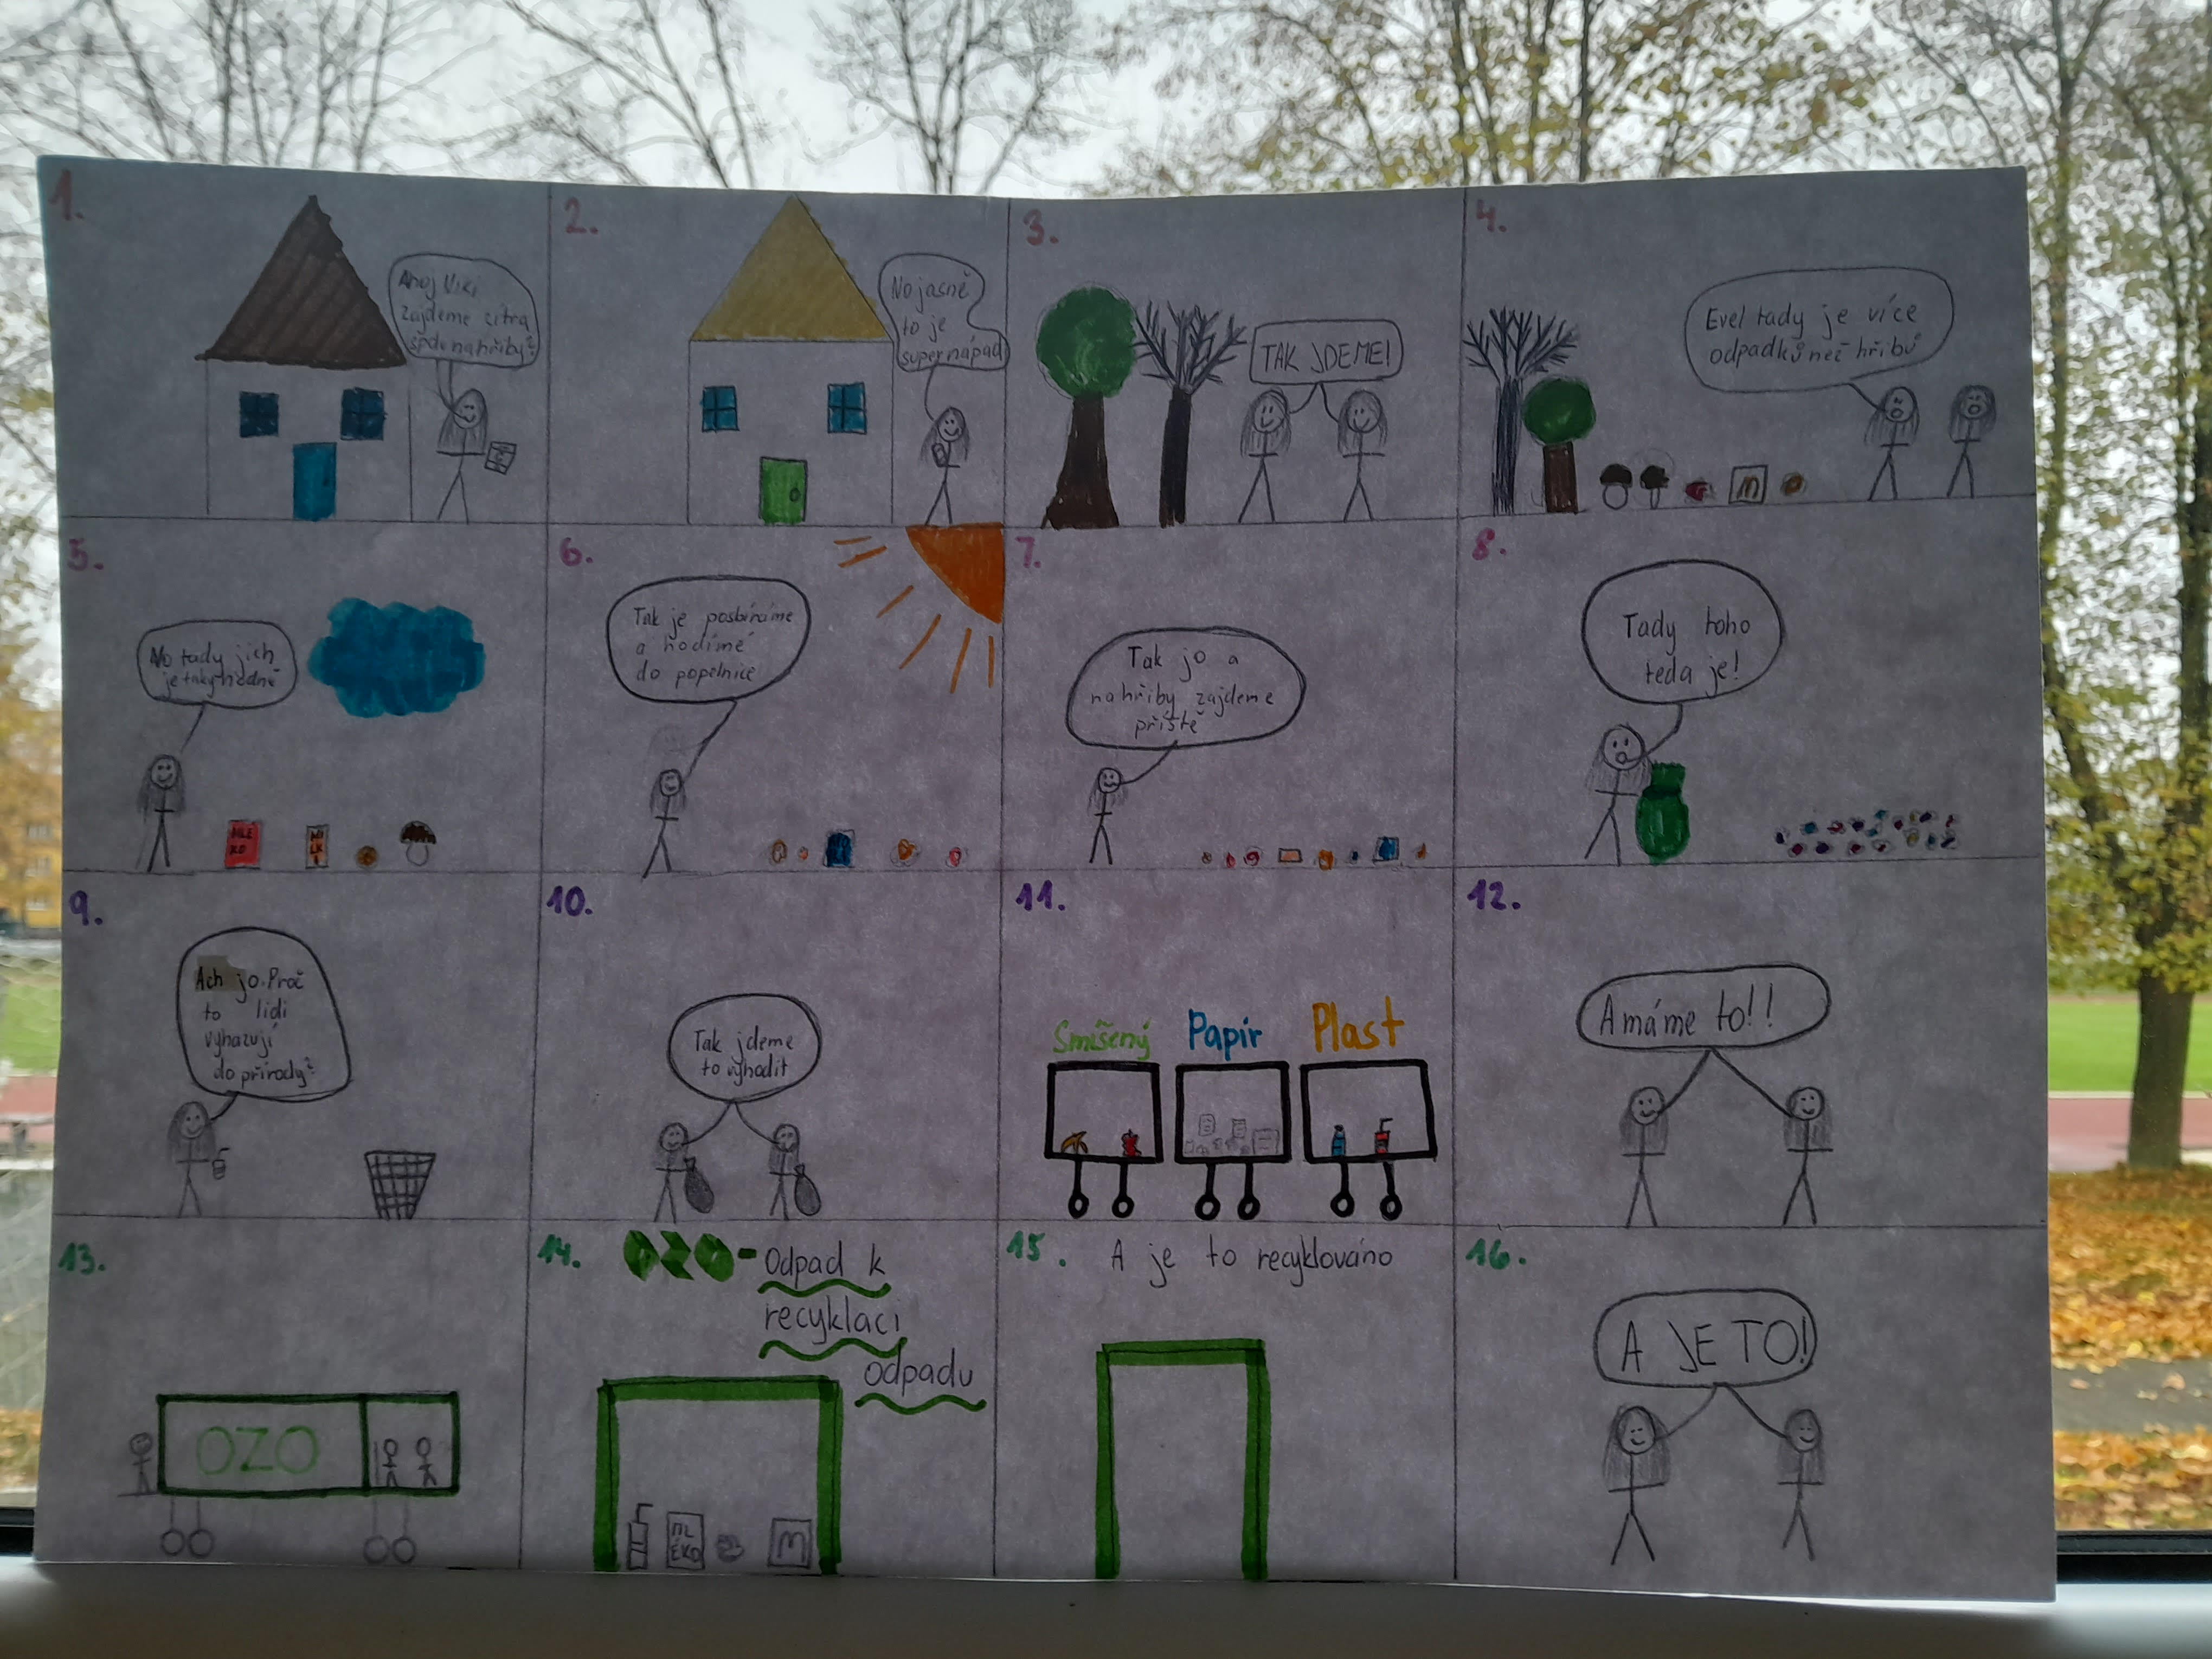 1.
Ahoj Viki
zajdeme zítra
spolu na hřiby?
2.
No jasně
to je
super nápad
3.
TAK JDEME!
4.
Evel tady je více
odpadků než hřibů
M
5.
No tady jich
je taky hodně
MLE
KO
MI
LK
A
6.
Tak je posbíráme
a hodíme
do popelnice
7.
Tak jo a
na hřiby zajdeme
příště
8.
Tady toho
teda je!
9.
Ach jo. Proč
to lidi
vyhazují
do přírody?
10.
Tak jdeme
to vyhodit
11.
Smíšený Papír Plast
12.
A máme to!!
13.
OZO
14.
OZO - Odpad k
recyklaci
odpadu
ML
ÉKO
M
15. A je to recyklováno
16.
A JE TO!